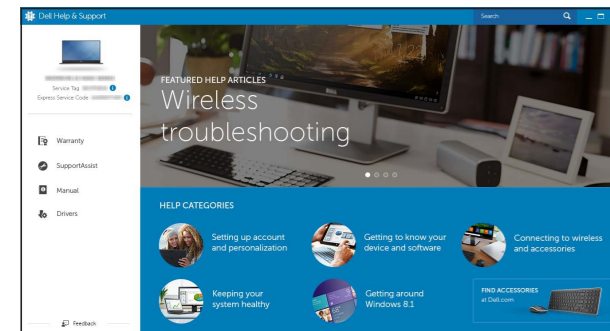 Dell Help & Support
Search
Service Tag
Express Service Code
Warranty
SupportAssist
Manual
Drivers
Feedback
FEATURED HELP ARTICLES
Wireless
troubleshooting
HELP CATEGORIES
Setting up account
and personalization
Getting to know your
device and software
Connecting to wireless
and accessories
Keeping your
system healthy
Getting around
Windows 8.1
FIND ACCESSORIES
at Dell.com